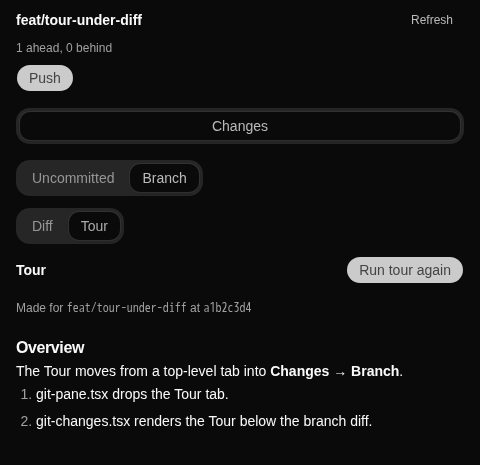 feat/tour-under-diff Refresh
1 ahead, 0 behind
Push
Changes
Uncommitted Branch
Diff Tour
Tour Run tour again
Made for feat/tour-under-diff at a1b2c3d4
Overview
The Tour moves from a top-level tab into Changes → Branch.
1. git-pane.tsx drops the Tour tab.
2. git-changes.tsx renders the Tour below the branch diff.